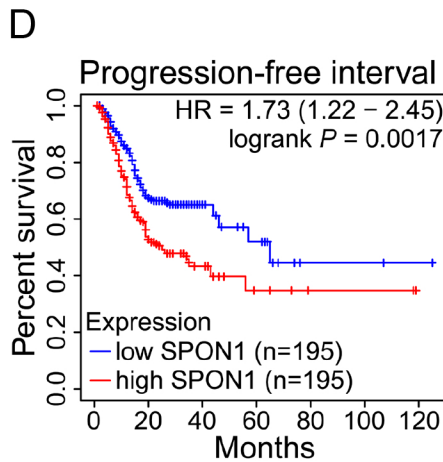 D
Progression-free interval
HR = 1.73 (1.22 − 2.45)
logrank P = 0.0017
Percent survival
1.0
0.8
0.6
0.4
0.2
0.0
Expression
low SPON1 (n=195)
high SPON1 (n=195)
0 20 40 60 80 100 120
Months